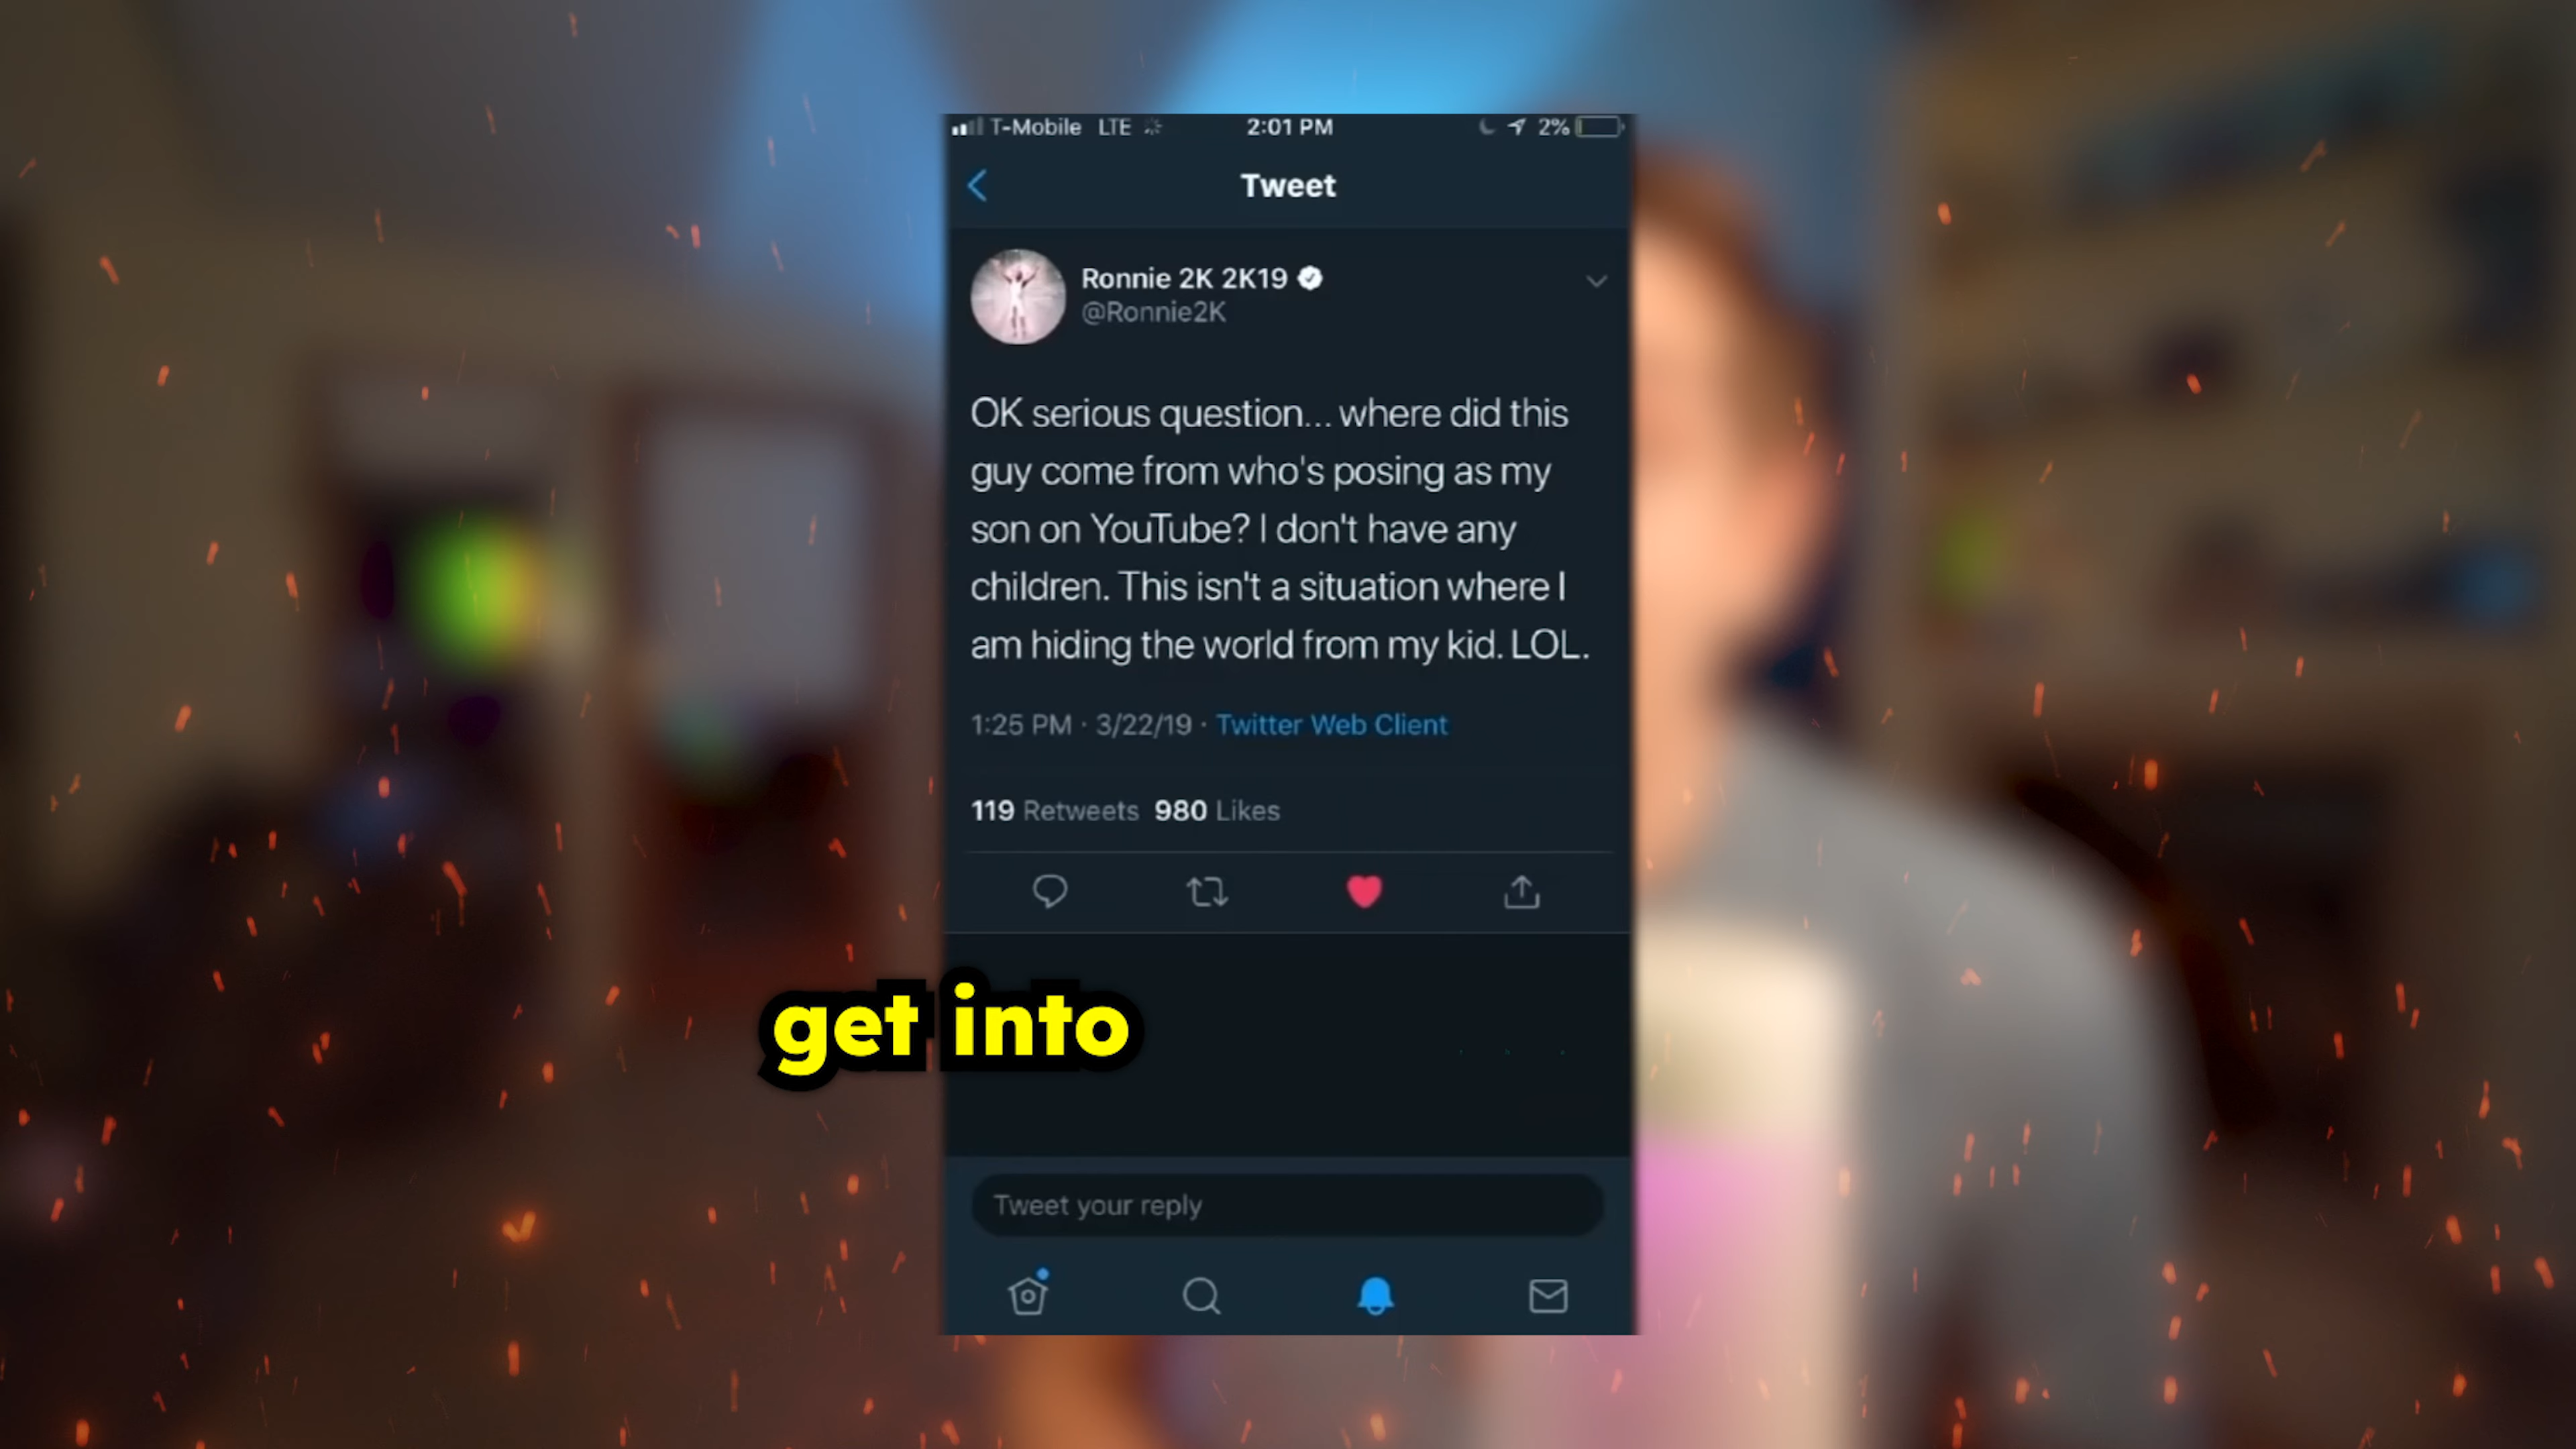 T-Mobile LTE 2:01 PM 2%
Tweet
Ronnie 2K 2K19
@Ronnie2K
OK serious question... where did this
guy come from who's posing as my
son on YouTube? I don't have any
children. This isn't a situation where I
am hiding the world from my kid. LOL.
1:25 PM · 3/22/19 · Twitter Web Client
119 Retweets 980 Likes
get into
Tweet your reply